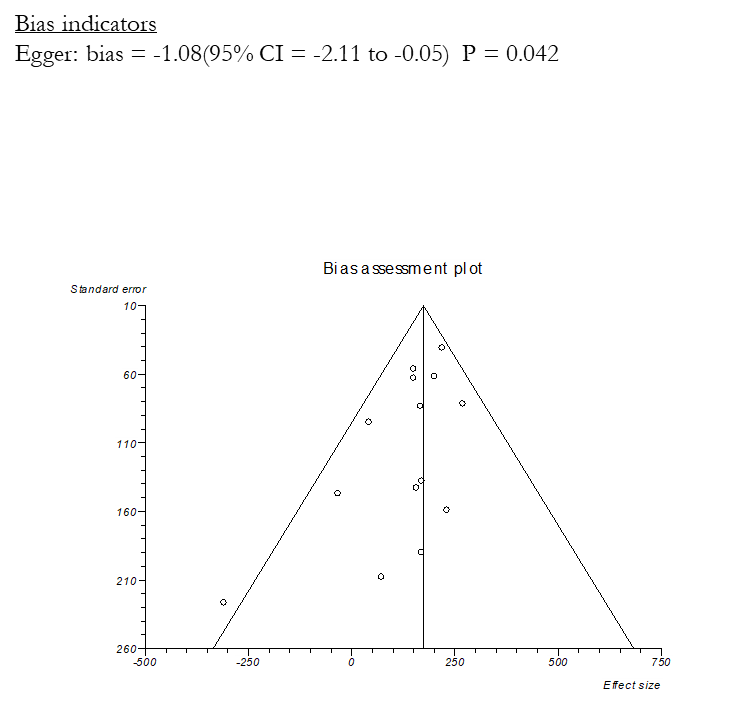 Bias indicators
Egger: bias = -1.08(95% CI = -2.11 to -0.05) P = 0.042
Bias assessment plot
Standard error
10
60
110
160
210
260
-500 -250 0 250 500 750
Effect size